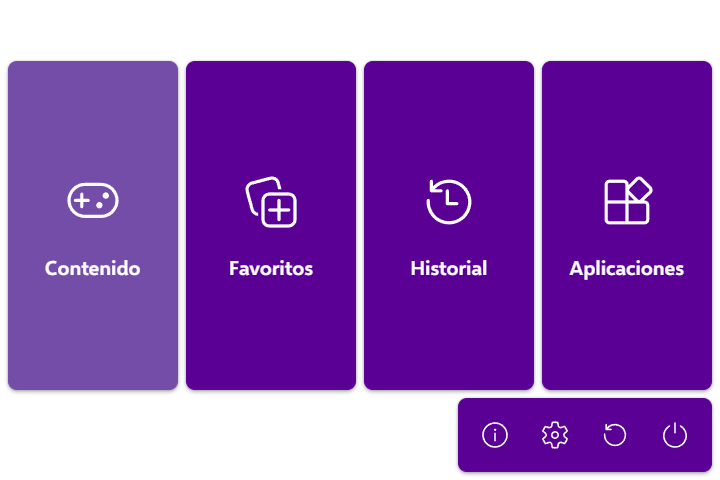 Contenido
Favoritos
Historial
Aplicaciones